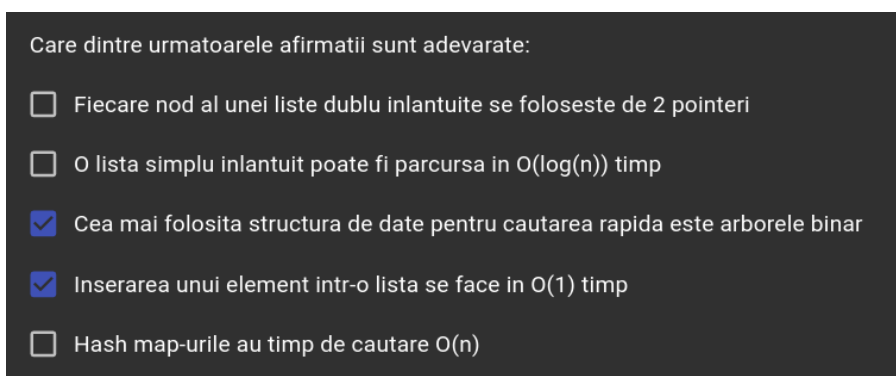 Care dintre urmatoarele afirmatii sunt adevarate:
Fiecare nod al unei liste dublu inlantuite se foloseste de 2 pointeri
O lista simplu inlantuit poate fi parcursa in O(log(n)) timp
Cea mai folosita structura de date pentru cautarea rapida este arborele binar
Inserarea unui element intr-o lista se face in O(1) timp
Hash map-urile au timp de cautare O(n)